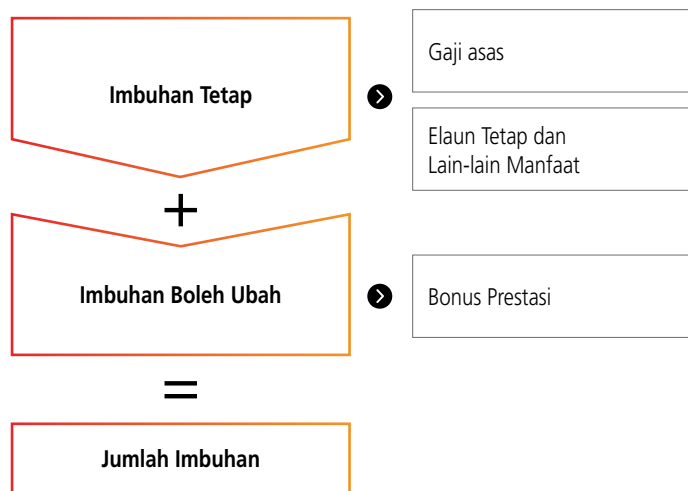 Imbuhan Tetap
Gaji asas
Elaun Tetap dan
Lain-lain Manfaat
+
Imbuhan Boleh Ubah
Bonus Prestasi
=
Jumlah Imbuhan